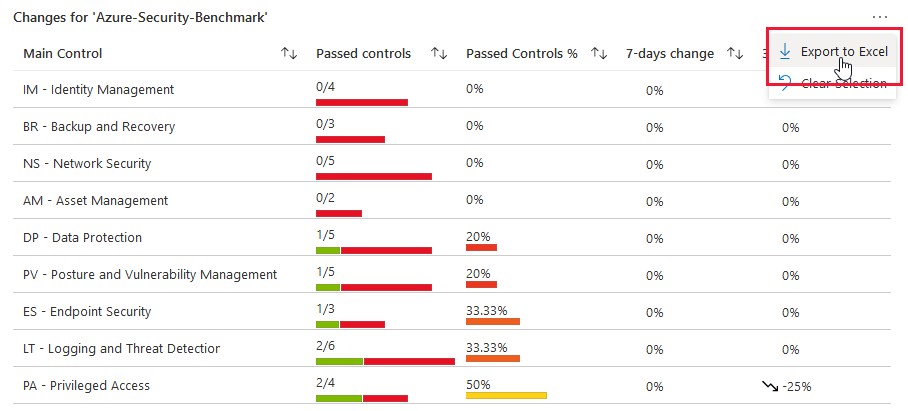 Changes for 'Azure-Security-Benchmark' ...
Main Control Passed controls Passed Controls % 7-days change 3
Export to Excel
Clear Selection
IM - Identity Management 0/4 0% 0%
BR - Backup and Recovery 0/3 0% 0% 0%
NS - Network Security 0/5 0% 0% 0%
AM - Asset Management 0/2 0% 0% 0%
DP - Data Protection 1/5 20% 0% 0%
PV - Posture and Vulnerability Management 1/5 20% 0% 0%
ES - Endpoint Security 1/3 33.33% 0% 0%
LT - Logging and Threat Detectior 2/6 33.33% 0% 0%
PA - Privileged Access 2/4 50% 0% -25%